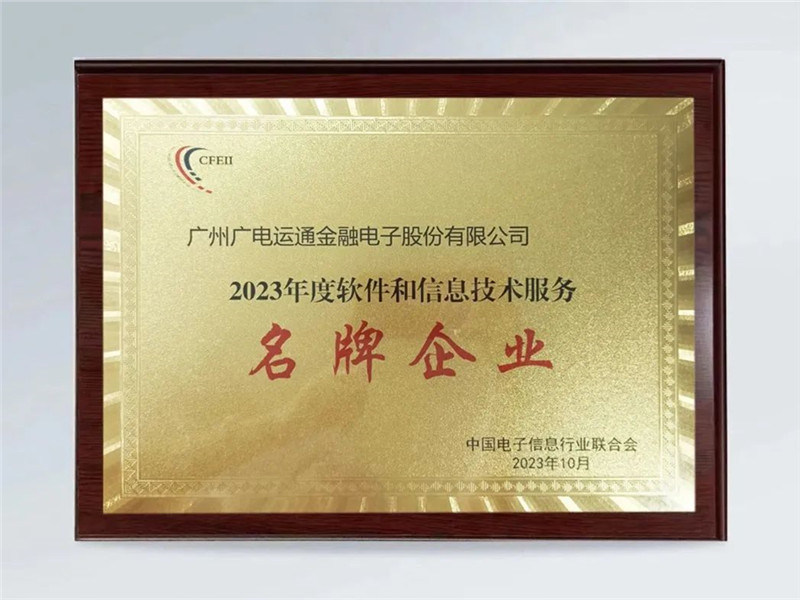 CFEII
广州广电运通金融电子股份有限公司
2023年度软件和信息技术服务
名牌企业
中国电子信息行业联合会
2023年10月